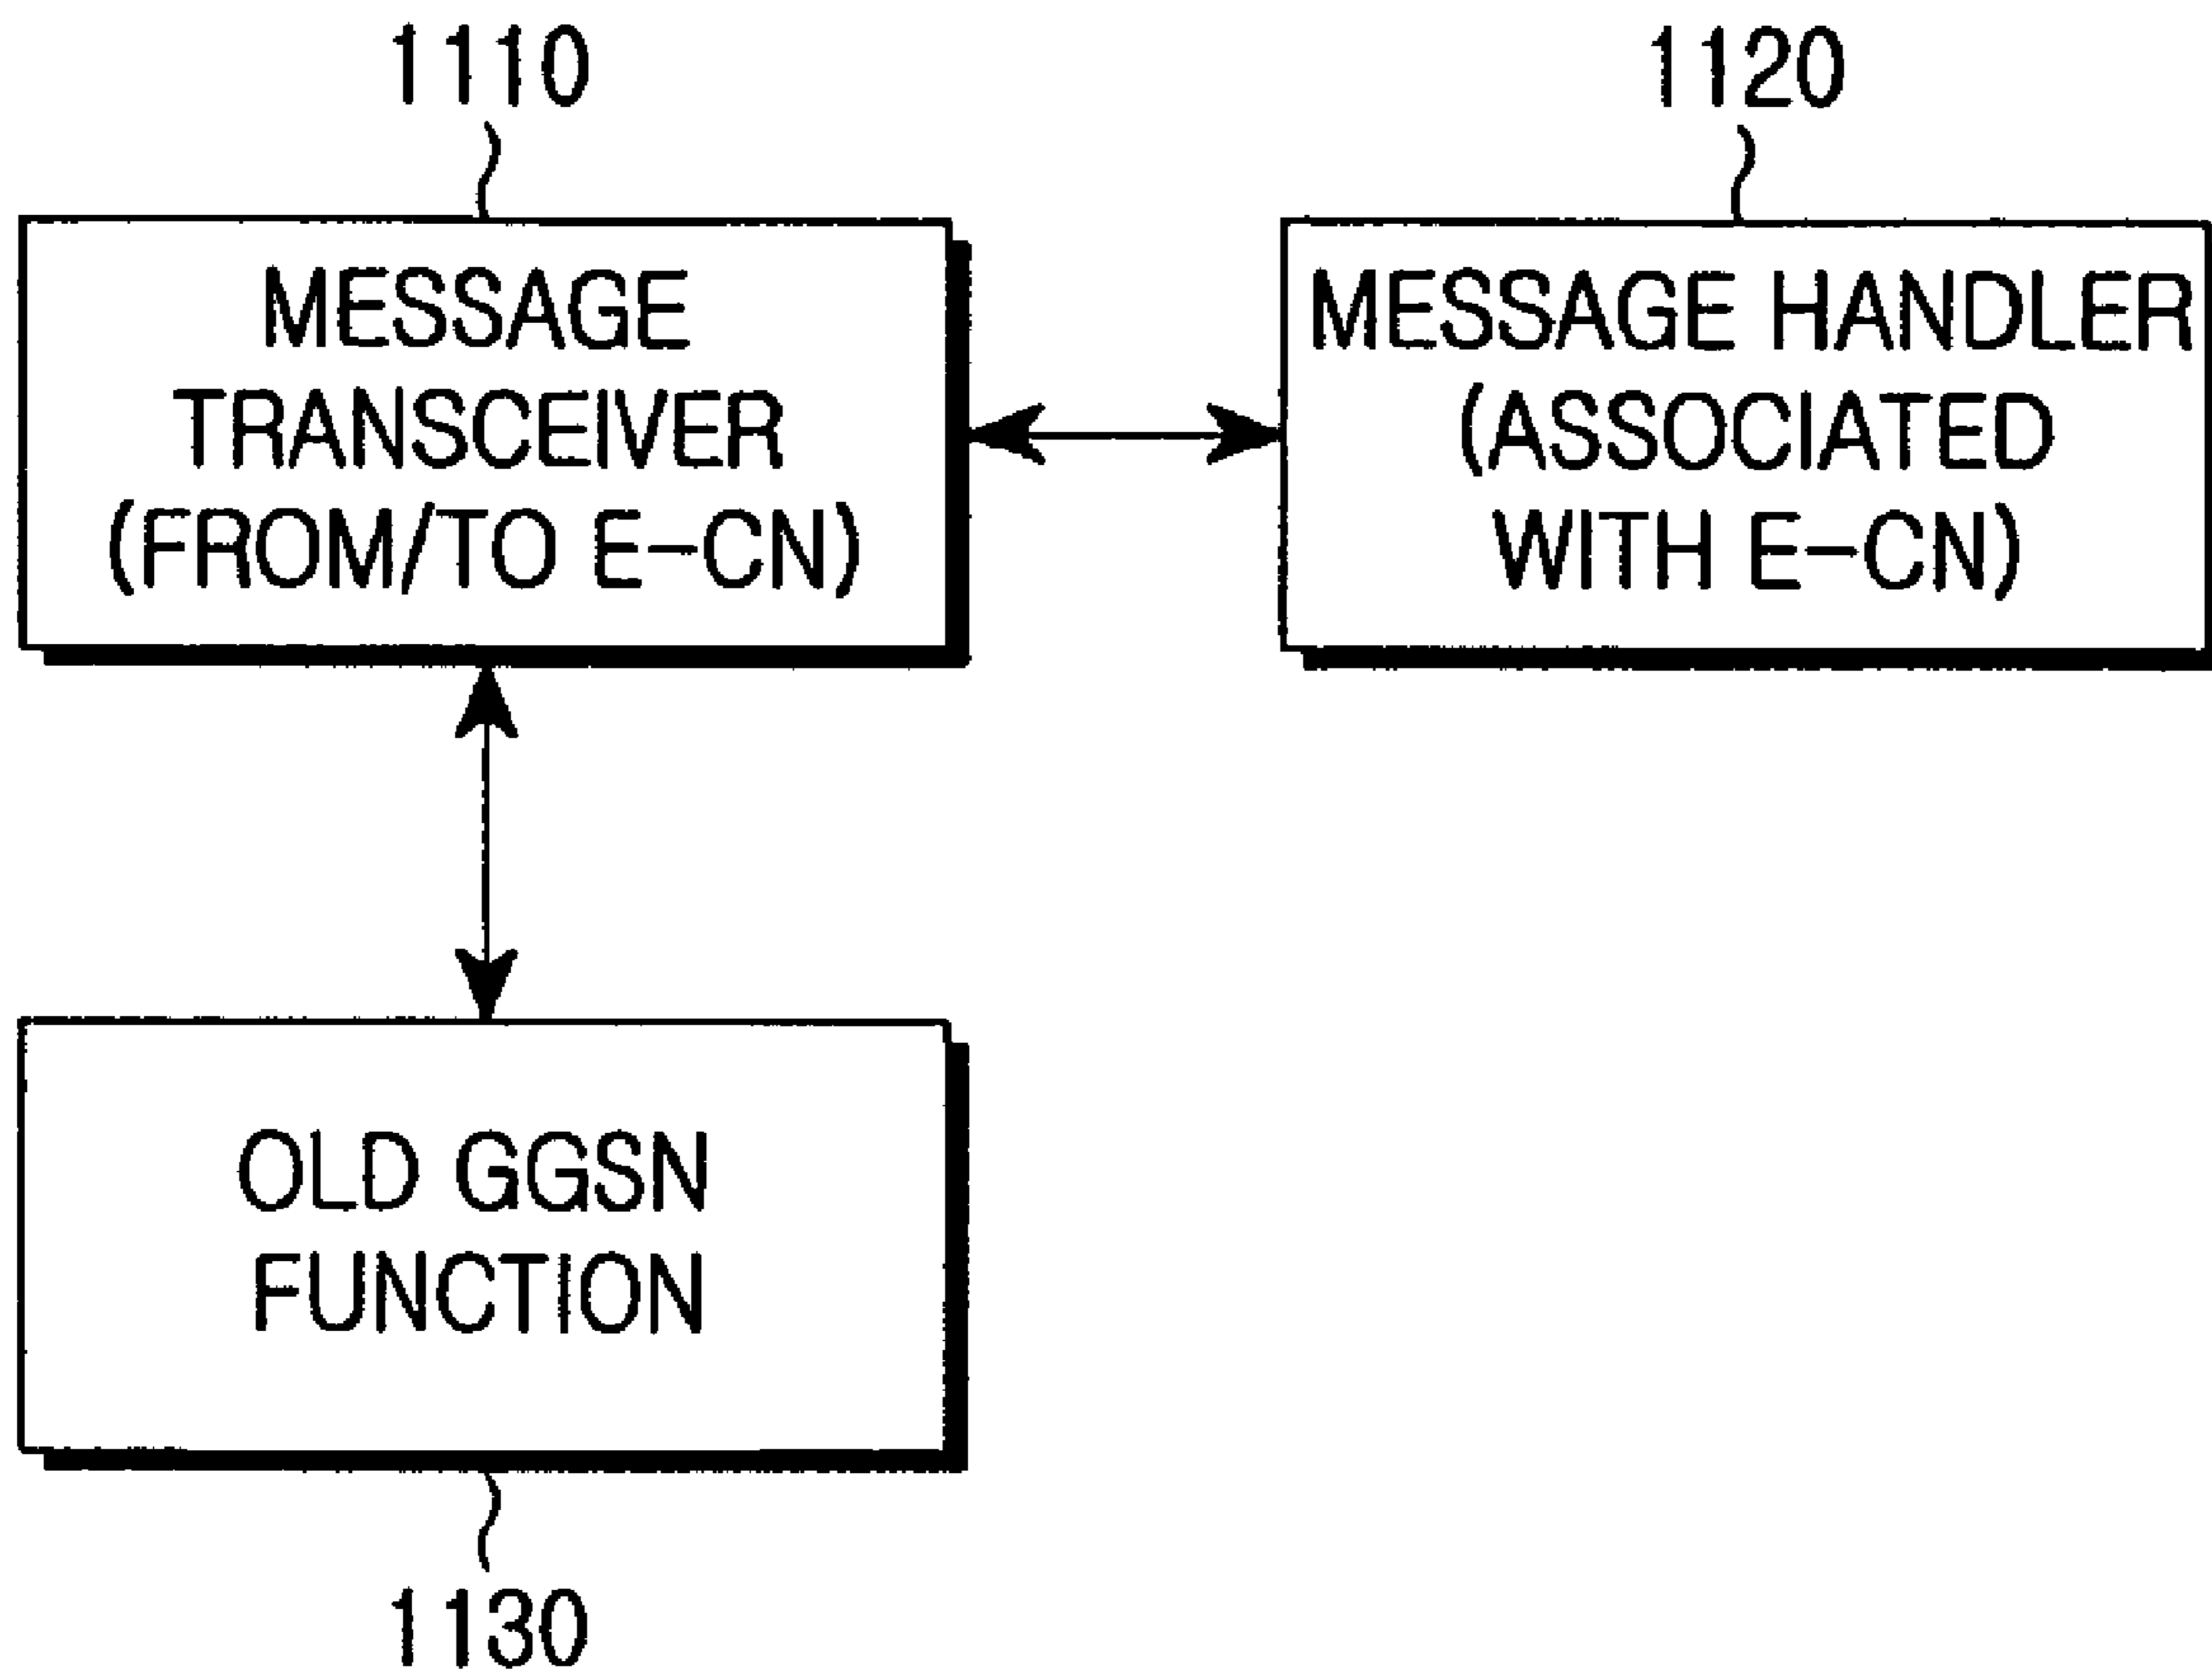 1110
1120
MESSAGE
TRANSCEIVER
(FROM/TO E-CN)
MESSAGE HANDLER
(ASSOCIATED
WITH E-CN)
OLD GGSN
FUNCTION
1130